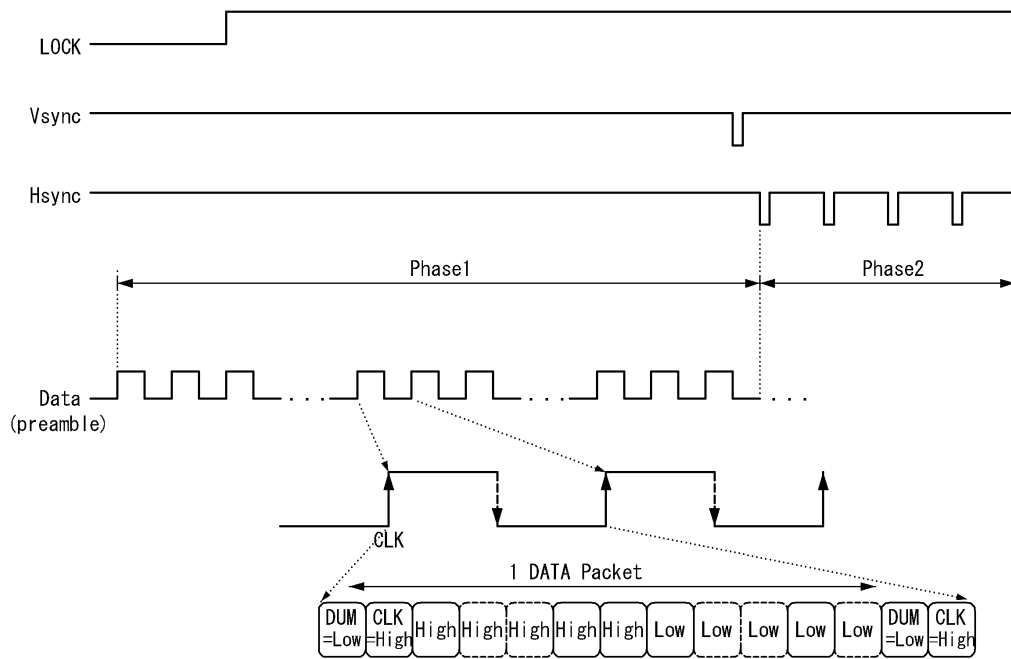 LOCK
Vsync
Hsync
Phase1
Phase2
Data
(preamble)
. . .
. . .
. . .
CLK
1 DATA Packet
DUM
=Low
CLK
=High
High
High
High
High
High
Low
Low
Low
Low
Low
DUM
=Low
CLK
=High